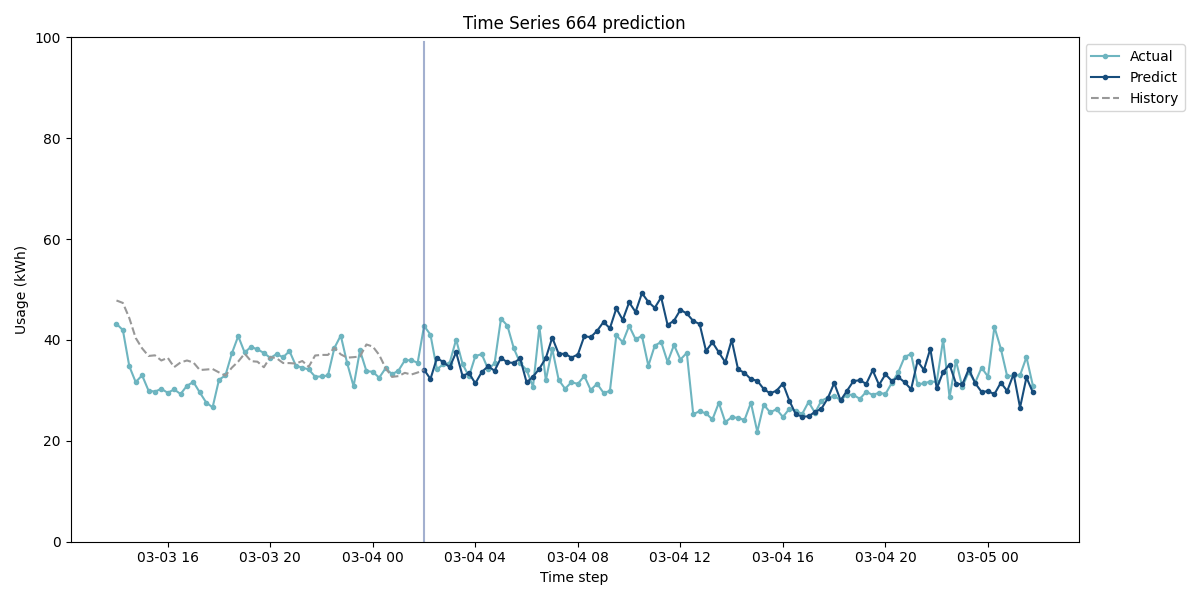 Time Series 664 prediction
Usage (kWh)
100
80
60
40
20
0
03-03 16
03-03 20
03-04 00
03-04 04
03-04 08
03-04 12
03-04 16
03-04 20
03-05 00
Time step
Actual
Predict
History